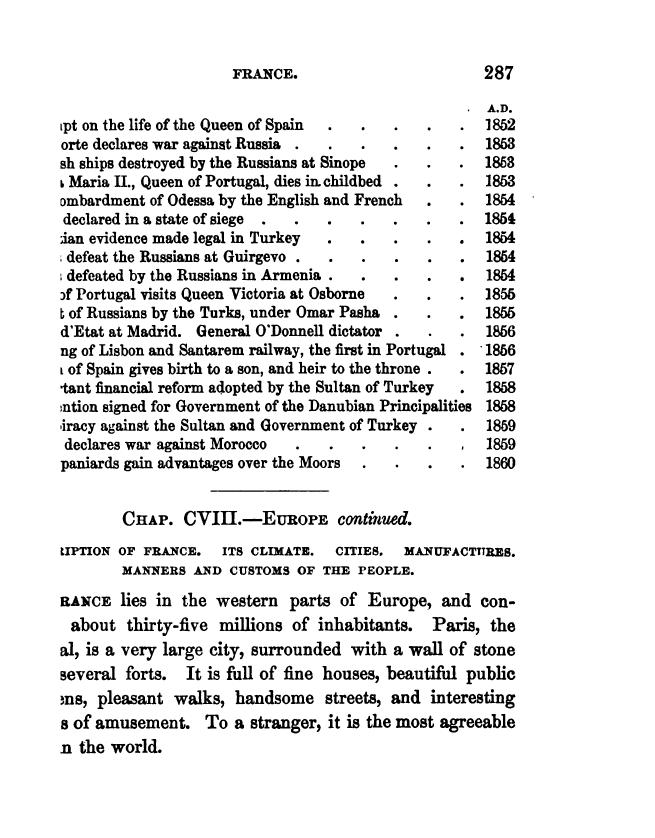 FRANCE. 287
A.D.
pt on the life of the Queen of Spain . . . . . 1852
orte declares war against Russia . . . . . . 1853
sh ships destroyed by the Russians at Sinope . . . 1853
Maria II., Queen of Portugal, dies in childbed . . . 1853
ombardment of Odessa by the English and French . . 1854
declared in a state of siege . . . . . . . 1854
ian evidence made legal in Turkey . . . . . 1854
defeat the Russians at Guirgevo . . . . . . 1854
defeated by the Russians in Armenia . . . . . 1854
of Portugal visits Queen Victoria at Osborne . . . 1855
t of Russians by the Turks, under Omar Pasha . . . 1855
d'Etat at Madrid. General O'Donnell dictator . . . 1856
ng of Lisbon and Santarem railway, the first in Portugal . 1856
of Spain gives birth to a son, and heir to the throne . . 1857
tant financial reform adopted by the Sultan of Turkey . 1858
ntion signed for Government of the Danubian Principalities 1858
iracy against the Sultan and Government of Turkey . . 1859
declares war against Morocco . . . . . . 1859
paniards gain advantages over the Moors . . . . 1860
CHAP. CVIII.—EUROPE continued.
IPTION OF FRANCE. ITS CLIMATE. CITIES. MANUFACTURES.
MANNERS AND CUSTOMS OF THE PEOPLE.
RANCE lies in the western parts of Europe, and con-
about thirty-five millions of inhabitants. Paris, the
al, is a very large city, surrounded with a wall of stone
several forts. It is full of fine houses, beautiful public
ens, pleasant walks, handsome streets, and interesting
s of amusement. To a stranger, it is the most agreeable
n the world.